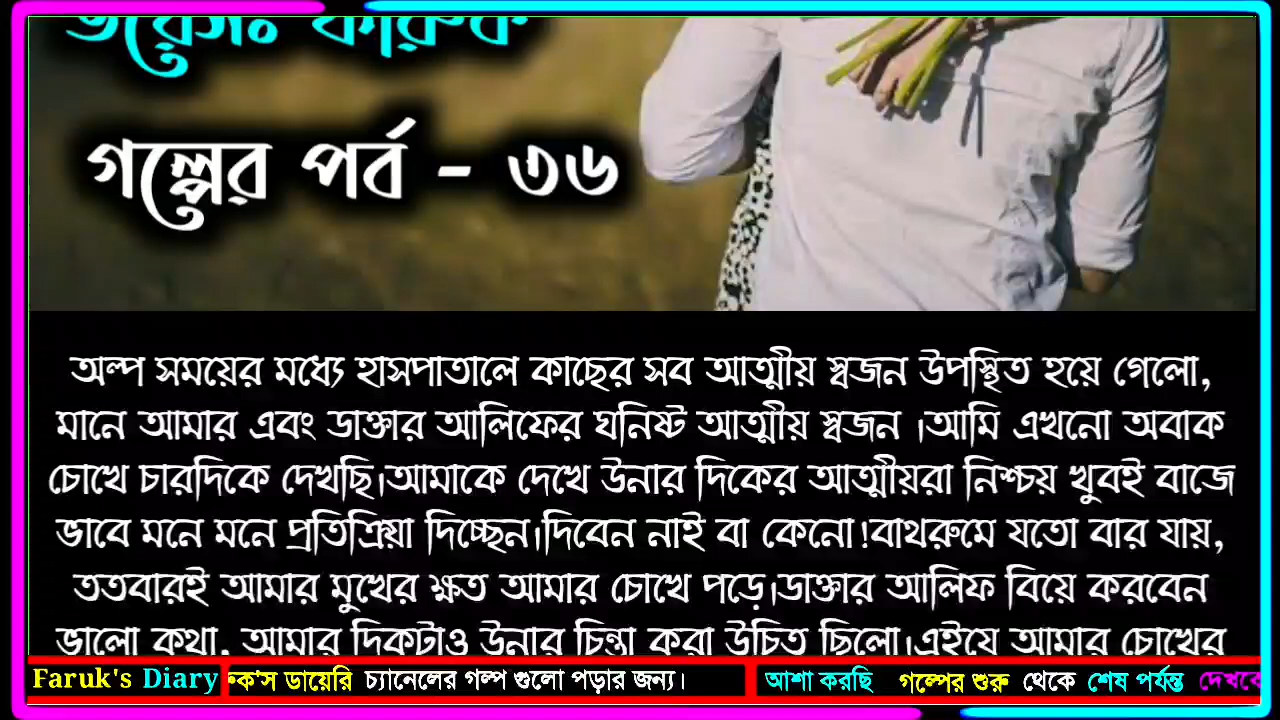 ভয়েসঃ ফারুক
গল্পের পর্ব - ৩৬
অল্প সময়ের মধ্যে হাসপাতালে কাছের সব আত্মীয় স্বজন উপস্থিত হয়ে গেলো,
মানে আমার এবং ডাক্তার আলিফের ঘনিষ্ট আত্মীয় স্বজন ।আমি এখনো অবাক
চোখে চারদিকে দেখছি।আমাকে দেখে উনার দিকের আত্মীয়রা নিশ্চয় খুবই বাজে
ভাবে মনে মনে প্রতিক্রিয়া দিচ্ছেন।দিবেন নাই বা কেনো!বাথরুমে যতো বার যায়,
ততবারই আমার মুখের ক্ষত আমার চোখে পড়ে।ডাক্তার আলিফ বিয়ে করবেন
ভালো কথা, আমার দিকটাও উনার চিন্তা করা উচিত ছিলো।এইযে আমার চোখের
Faruk's Diary রুক'স ডায়েরি চ্যানেলের গল্প গুলো পড়ার জন্য। আশা করছি গল্পের শুরু থেকে শেষ পর্যন্ত